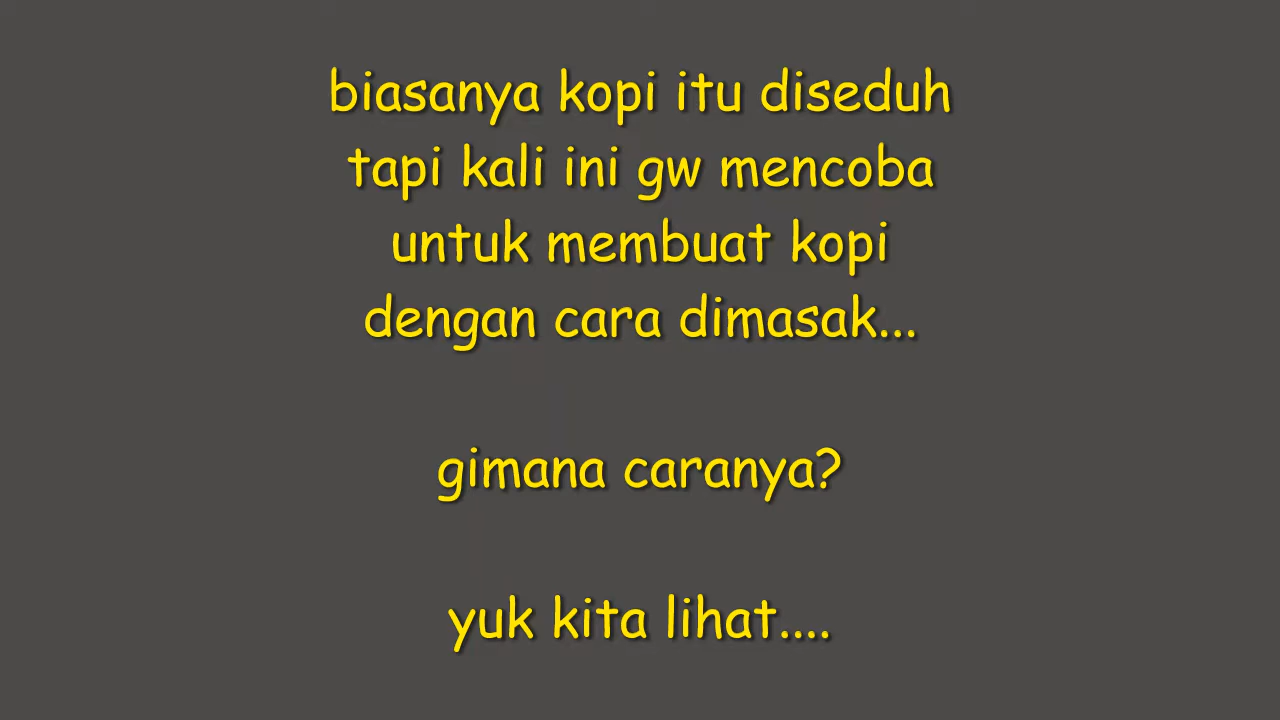 biasanya kopi itu diseduh
tapi kali ini gw mencoba
untuk membuat kopi
dengan cara dimasak...
gimana caranya?
yuk kita lihat....